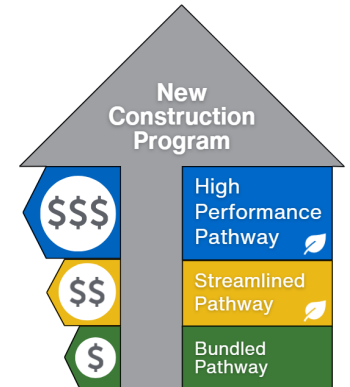 New
Construction
Program
$$$
High
Performance
Pathway
$$
Streamlined
Pathway
$
Bundled
Pathway